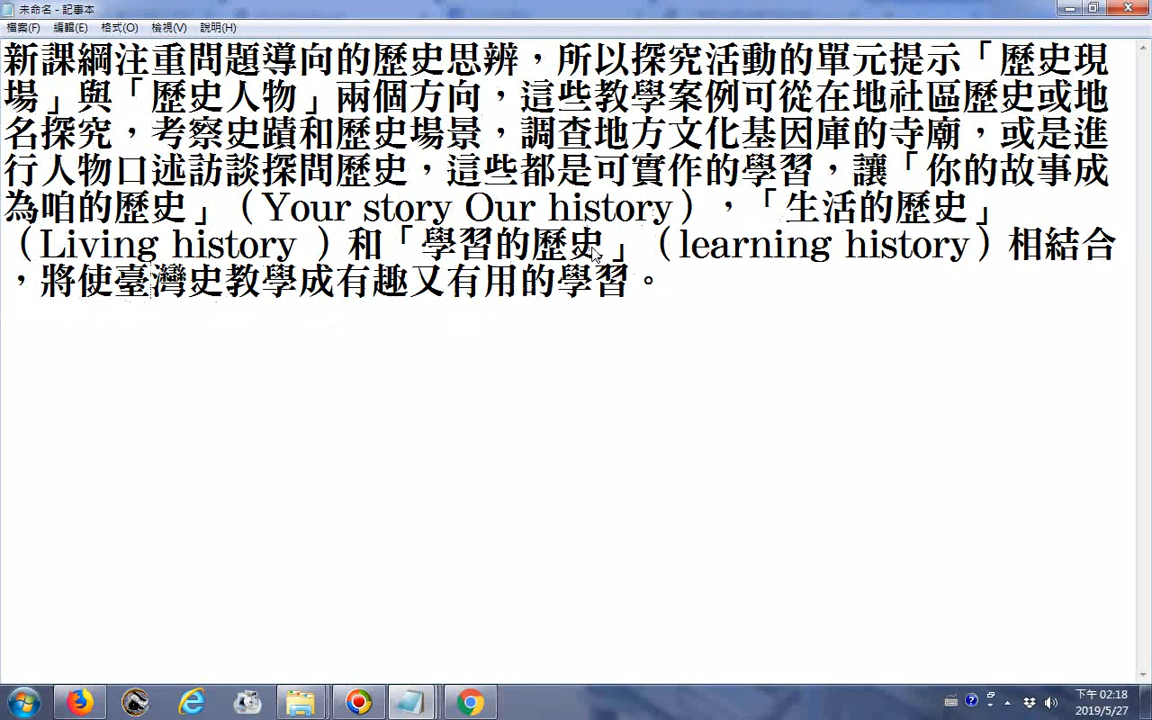 未命名 - 記事本
檔案(F) 編輯(E) 格式(O) 檢視(V) 說明(H)
新課綱注重問題導向的歷史思辨，所以探究活動的單元提示「歷史現
場」與「歷史人物」兩個方向，這些教學案例可從在地社區歷史或地
名探究，考察史蹟和歷史場景，調查地方文化基因庫的寺廟，或是進
行人物口述訪談探問歷史，這些都是可實作的學習，讓「你的故事成
為咱的歷史」（Your story Our history），「生活的歷史」
（Living history ）和「學習的歷史」（learning history）相結合
，將使臺灣史教學成有趣又有用的學習。
下午 02:18
2019/5/27